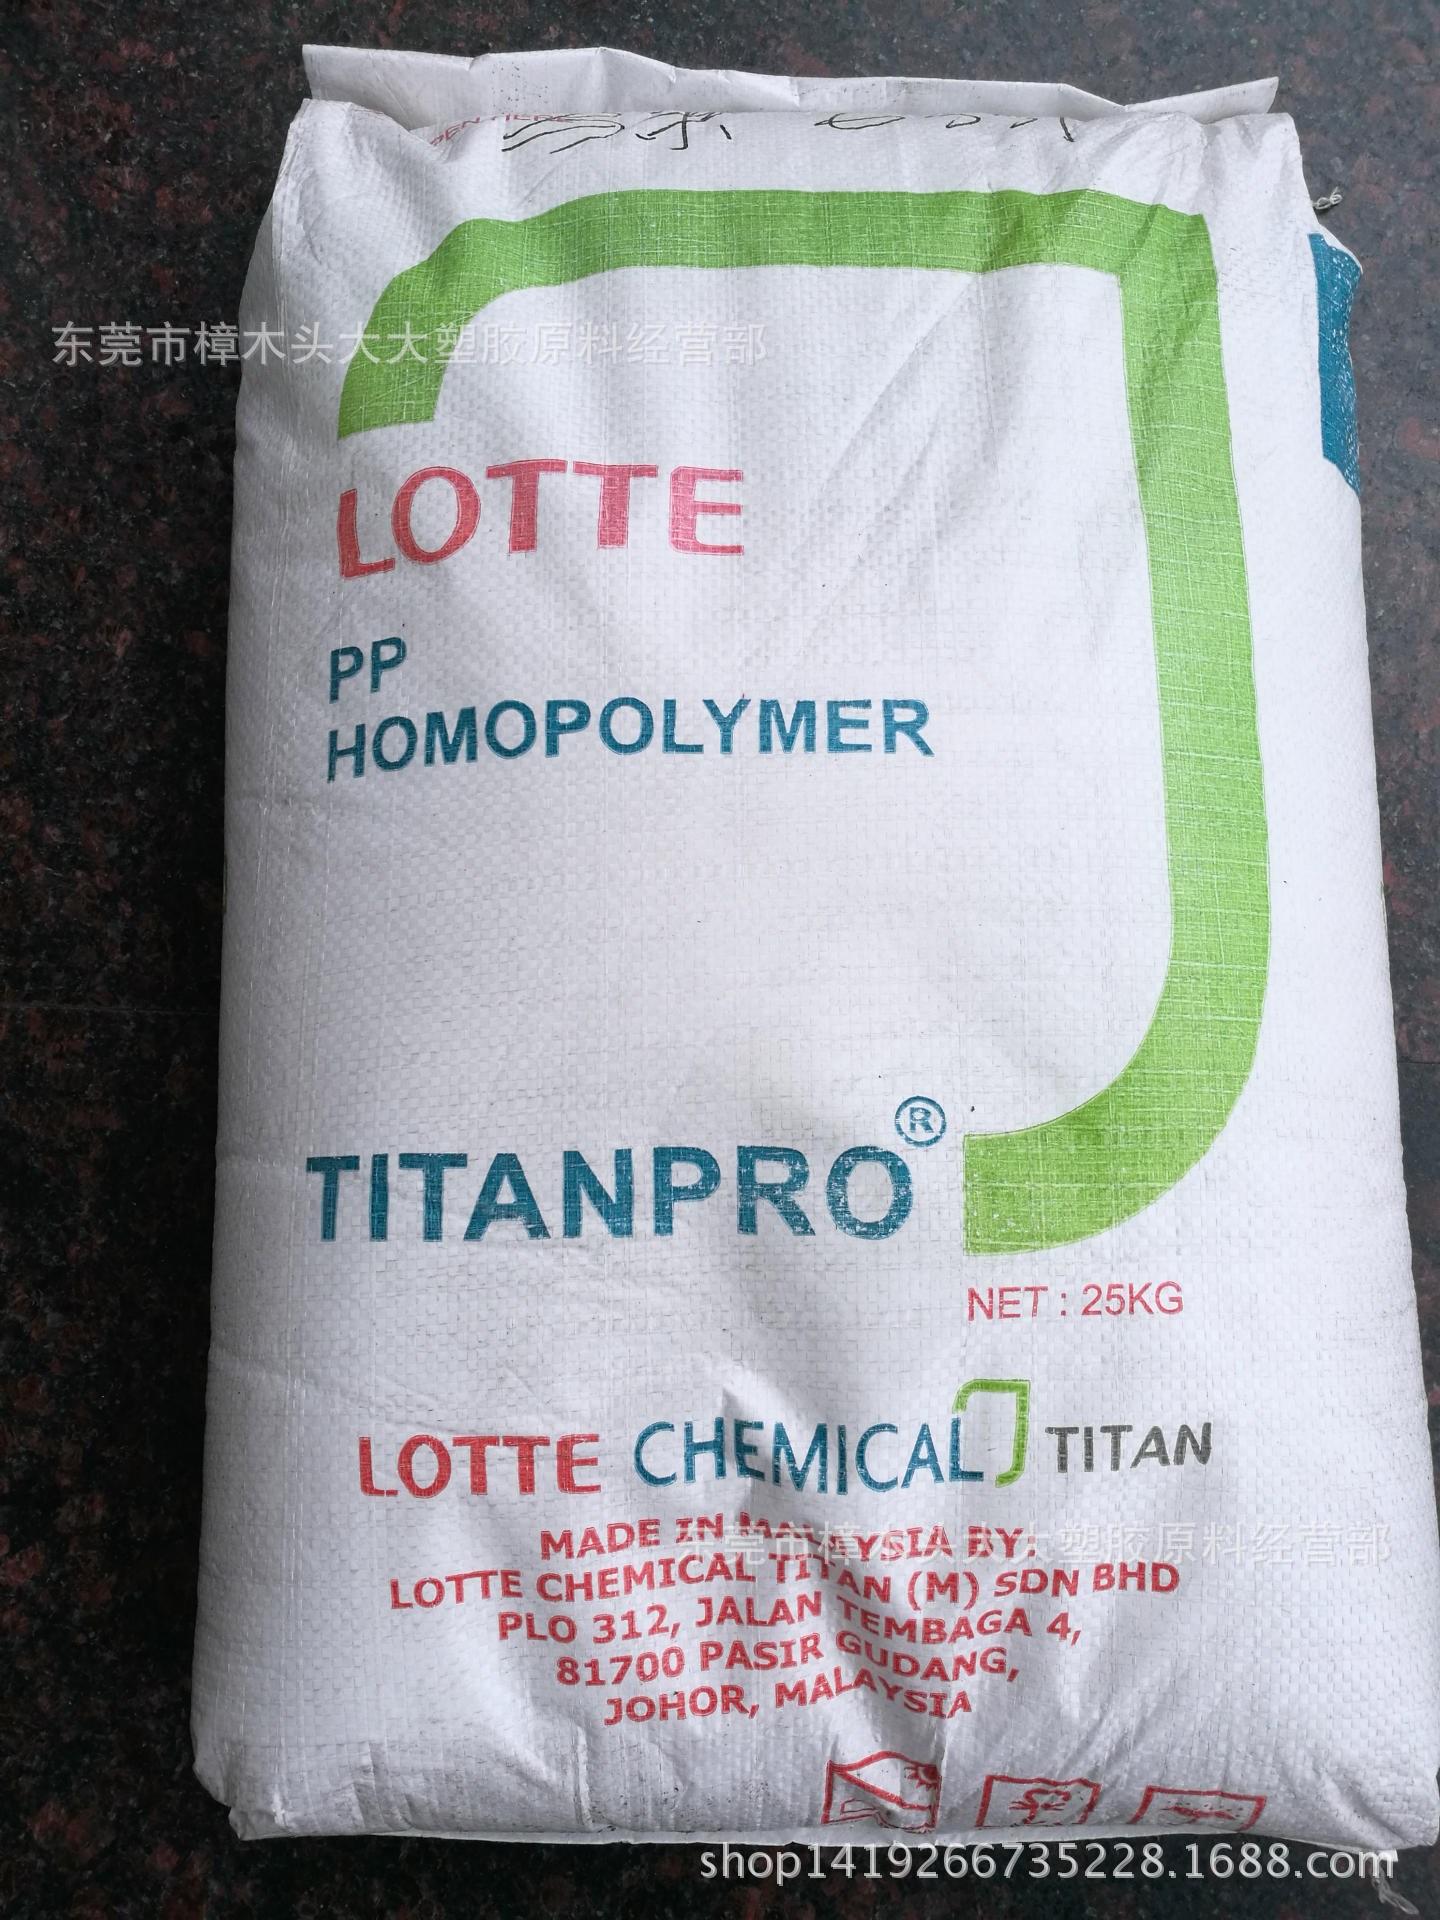 东莞市樟木头大大塑胶原料经营部
LOTTE
PP
HOMOPOLYMER
TITANPRO®
NET : 25KG
LOTTE CHEMICAL TITAN
MADE IN MALAYSIA BY:
东莞市樟木头大大塑胶原料经营部
LOTTE CHEMICAL TITAN (M) SDN BHD
PLO 312, JALAN TEMBAGA 4,
81700 PASIR GUDANG,
JOHOR, MALAYSIA
shop1419266735228.1688.com